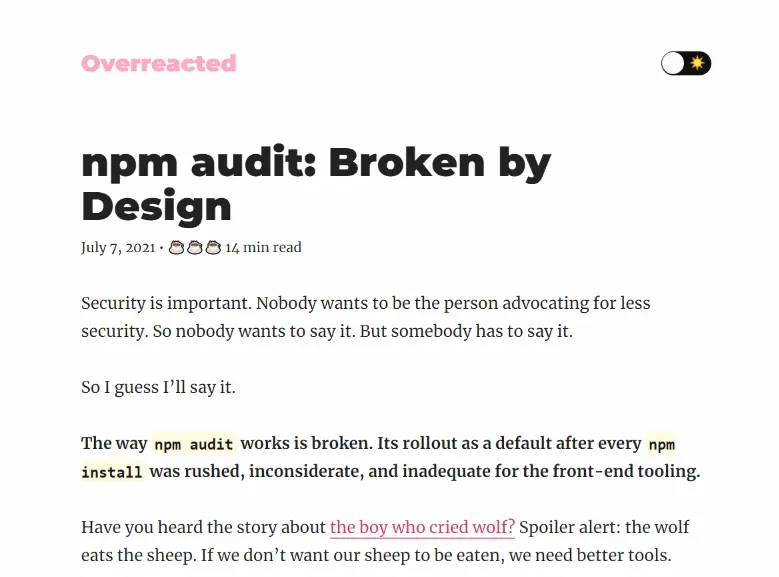 Overreacted
npm audit: Broken by
Design
July 7, 2021 • 14 min read
Security is important. Nobody wants to be the person advocating for less
security. So nobody wants to say it. But somebody has to say it.
So I guess I’ll say it.
The way npm audit works is broken. Its rollout as a default after every npm
install was rushed, inconsiderate, and inadequate for the front-end tooling.
Have you heard the story about the boy who cried wolf? Spoiler alert: the wolf
eats the sheep. If we don’t want our sheep to be eaten, we need better tools.